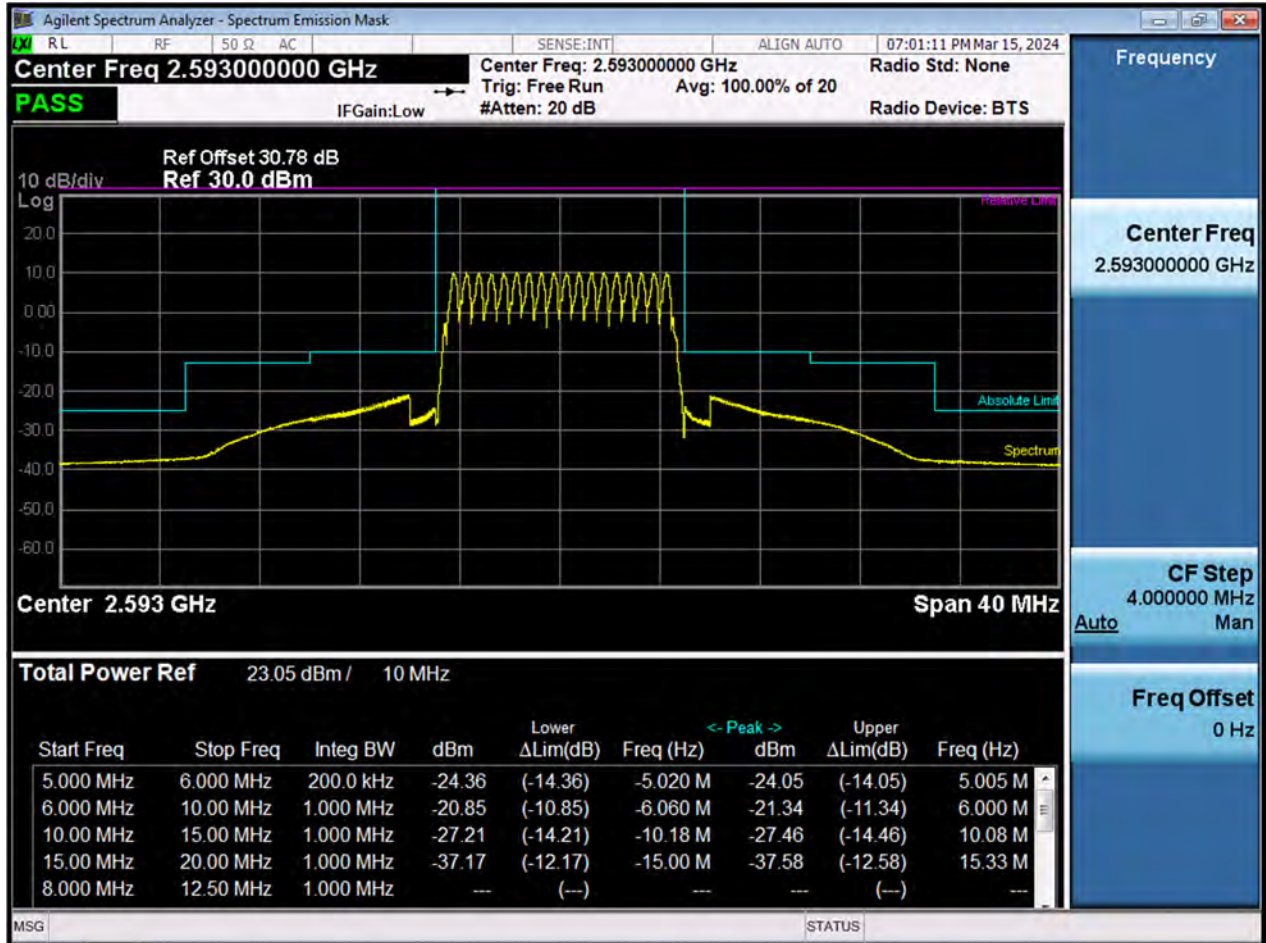 Agilent Spectrum Analyzer - Spectrum Emission Mask
LXI RL RF 50 Ω AC SENSE:INT ALIGN AUTO 07:01:11 PM Mar 15, 2024
Center Freq 2.593000000 GHz
Center Freq: 2.593000000 GHz Radio Std: None
Trig: Free Run Avg: 100.00% of 20
PASS
IFGain:Low #Atten: 20 dB Radio Device: BTS
Ref Offset 30.78 dB
10 dB/div Ref 30.0 dBm
Log
Relative Limit
20.0
10.0
0.00
-10.0
-20.0
Absolute Limit
-30.0
Spectrum
-40.0
-50.0
-60.0
Center 2.593 GHz Span 40 MHz
Total Power Ref 23.05 dBm / 10 MHz
Lower <- Peak -> Upper
Start Freq Stop Freq Integ BW dBm ΔLim(dB) Freq (Hz) dBm ΔLim(dB) Freq (Hz)
5.000 MHz 6.000 MHz 200.0 kHz -24.36 (-14.36) -5.020 M -24.05 (-14.05) 5.005 M
6.000 MHz 10.00 MHz 1.000 MHz -20.85 (-10.85) -6.060 M -21.34 (-11.34) 6.000 M
10.00 MHz 15.00 MHz 1.000 MHz -27.21 (-14.21) -10.18 M -27.46 (-14.46) 10.08 M
15.00 MHz 20.00 MHz 1.000 MHz -37.17 (-12.17) -15.00 M -37.58 (-12.58) 15.33 M
8.000 MHz 12.50 MHz 1.000 MHz --- (---) --- --- (---) ---
MSG STATUS
Frequency
Center Freq
2.593000000 GHz
CF Step
4.000000 MHz
Auto Man
Freq Offset
0 Hz